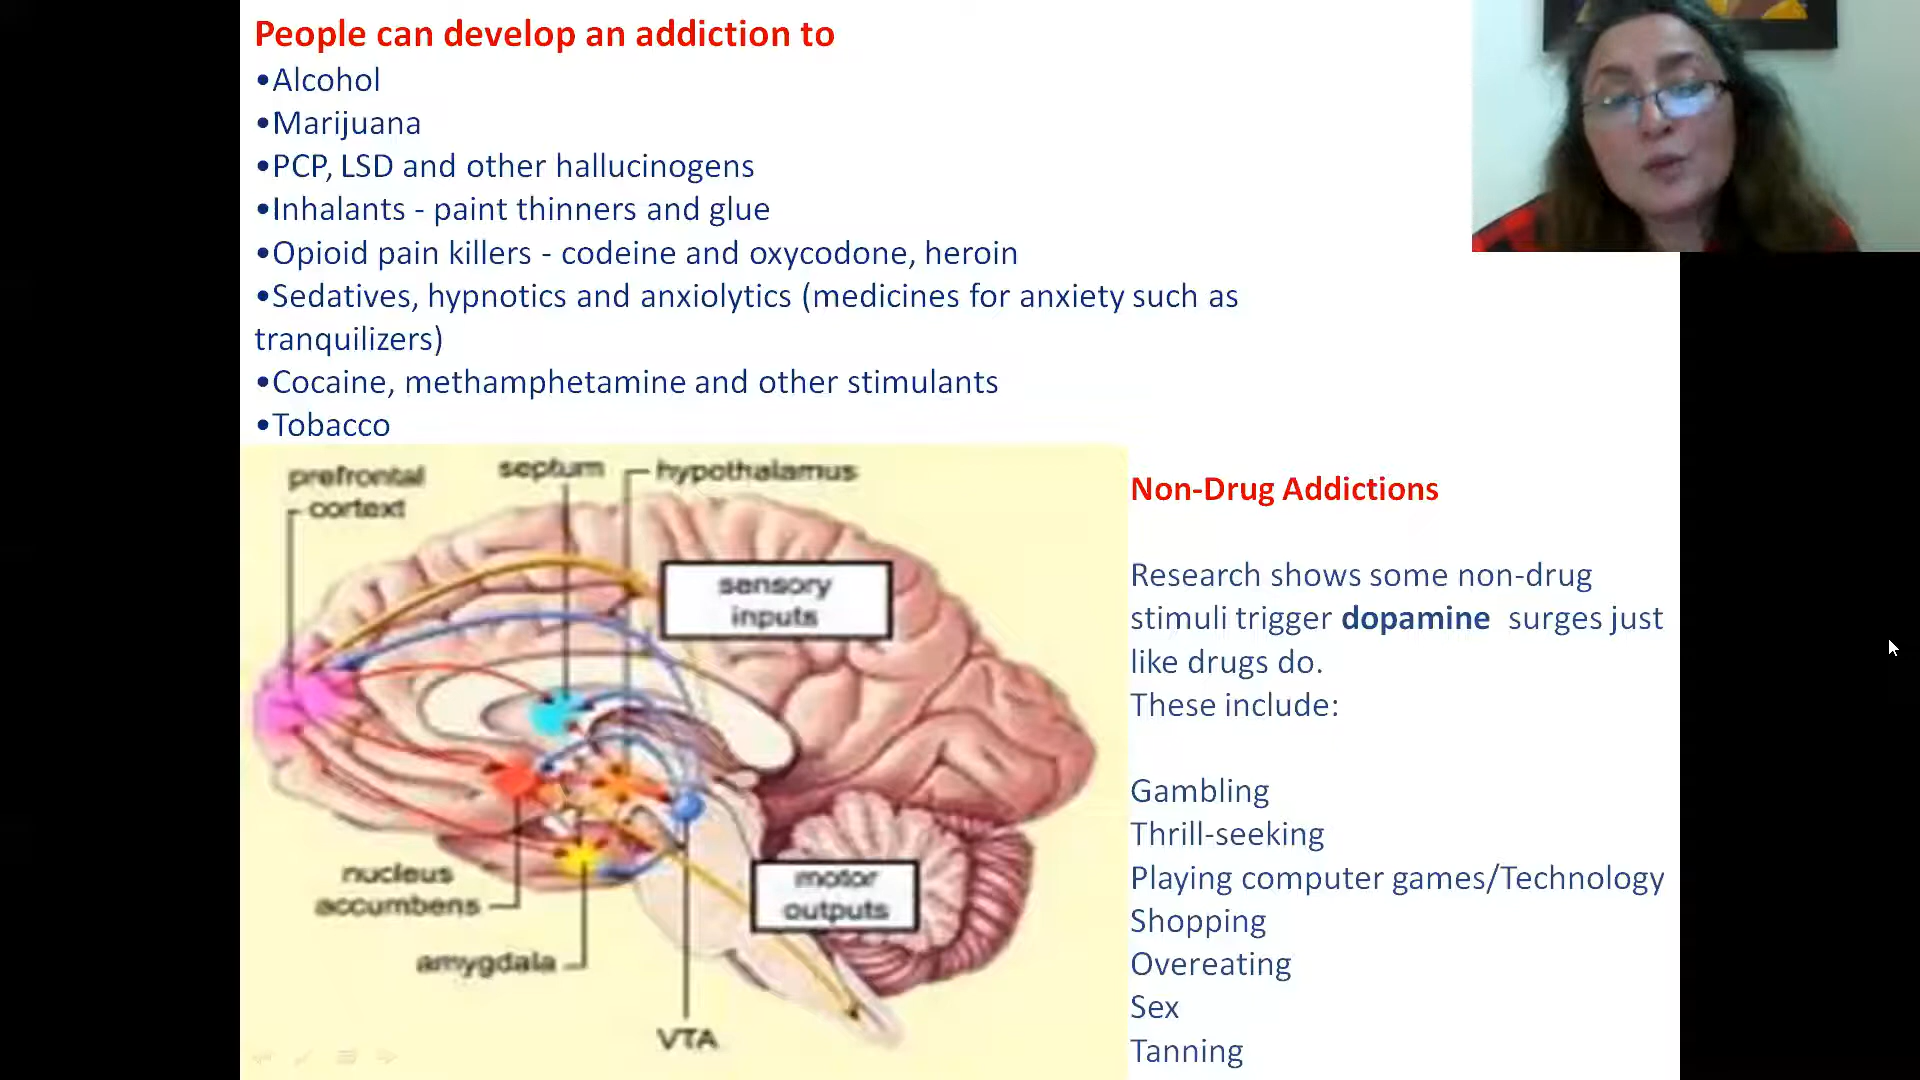 People can develop an addiction to
•Alcohol
•Marijuana
•PCP, LSD and other hallucinogens
•Inhalants - paint thinners and glue
•Opioid pain killers - codeine and oxycodone, heroin
•Sedatives, hypnotics and anxiolytics (medicines for anxiety such as
tranquilizers)
•Cocaine, methamphetamine and other stimulants
•Tobacco
prefrontal
cortext
septum
hypothalamus
sensory
inputs
nucleus
accumbens
amygdala
VTA
motor
outputs
Non-Drug Addictions
Research shows some non-drug
stimuli trigger dopamine surges just
like drugs do.
These include:
Gambling
Thrill-seeking
Playing computer games/Technology
Shopping
Overeating
Sex
Tanning